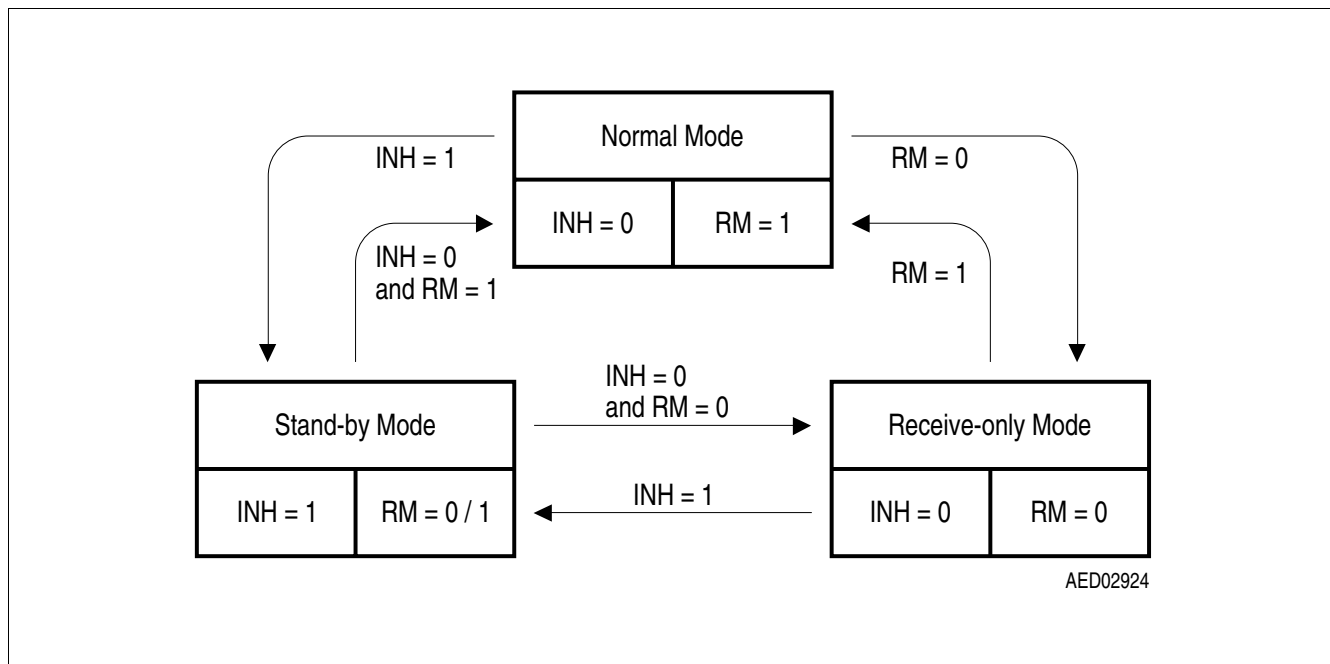 Normal Mode
INH = 1
RM = 0
INH = 0
RM = 1
INH = 0
and RM = 1
RM = 1
INH = 0
and RM = 0
Stand-by Mode
Receive-only Mode
INH = 1
INH = 1
RM = 0 / 1
INH = 0
RM = 0
AED02924